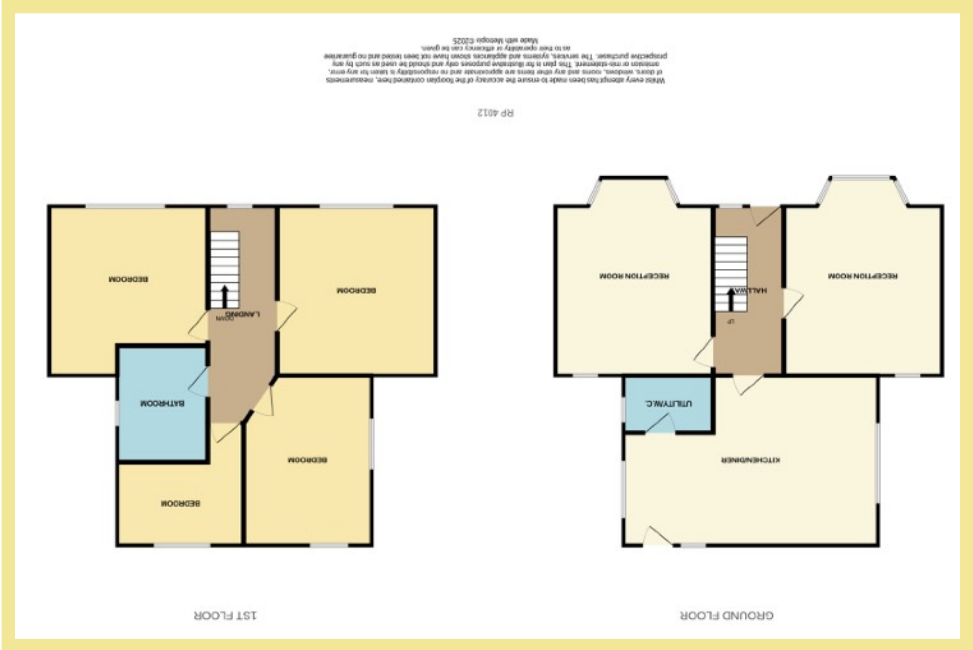 GROUND FLOOR
KITCHEN/DINER
UTILITY/W.C.
UP
HALLWAY
RECEPTION ROOM
RECEPTION ROOM
1ST FLOOR
BEDROOM
BEDROOM
BATHROOM
DOWN
LANDING
BEDROOM
BEDROOM
RP 4012
Whilst every attempt has been made to ensure the accuracy of the floorplan contained here, measurements
of doors, windows, rooms and any other items are approximate and no responsibility is taken for any error,
omission or mis-statement. This plan is for illustrative purposes only and should be used as such by any
prospective purchaser. The services, systems and appliances shown have not been tested and no guarantee
as to their operability or efficiency can be given.
Made with Metropix ©2025